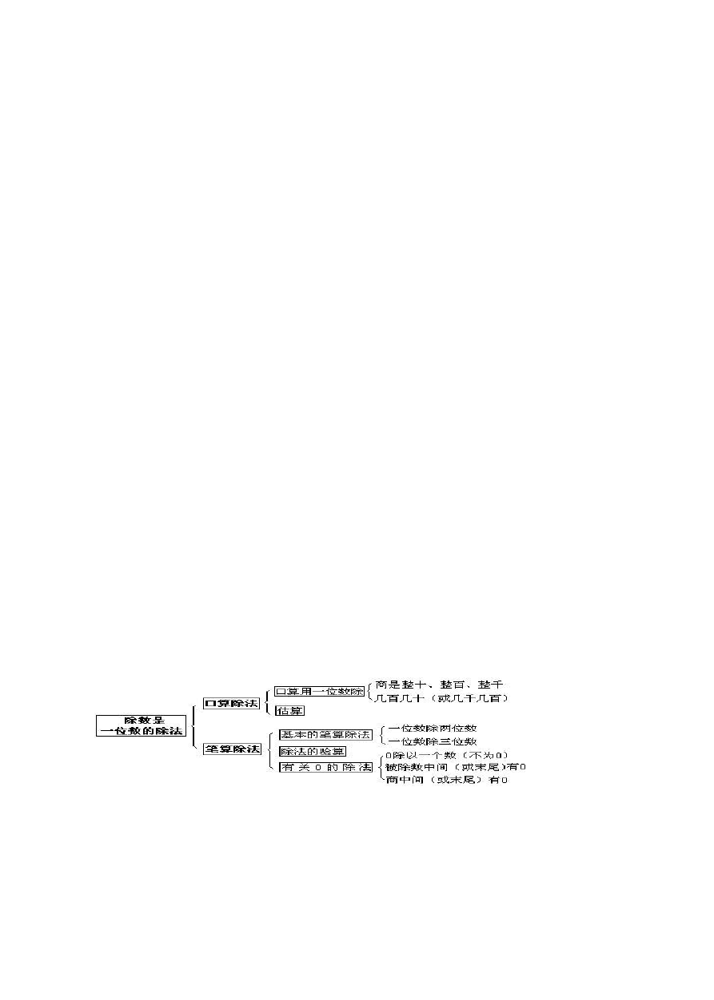 除数是
一位数的除法
口算除法
口算用一位数除
商是整十、整百、整千
几百几十（或几千几百）
估算
笔算除法
基本的笔算除法
一位数除两位数
一位数除三位数
除法的验算
有关0的除法
0除以一个数（不为0）
被除数中间（或末尾)有0
商中间（或末尾）有0